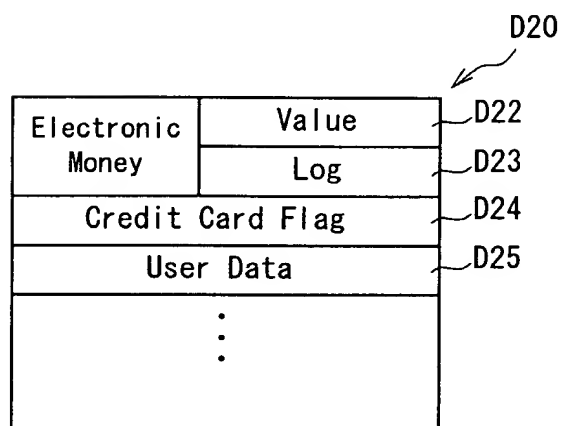 D20
Electronic
Money
Value
D22
Log
D23
Credit Card Flag
D24
User Data
D25